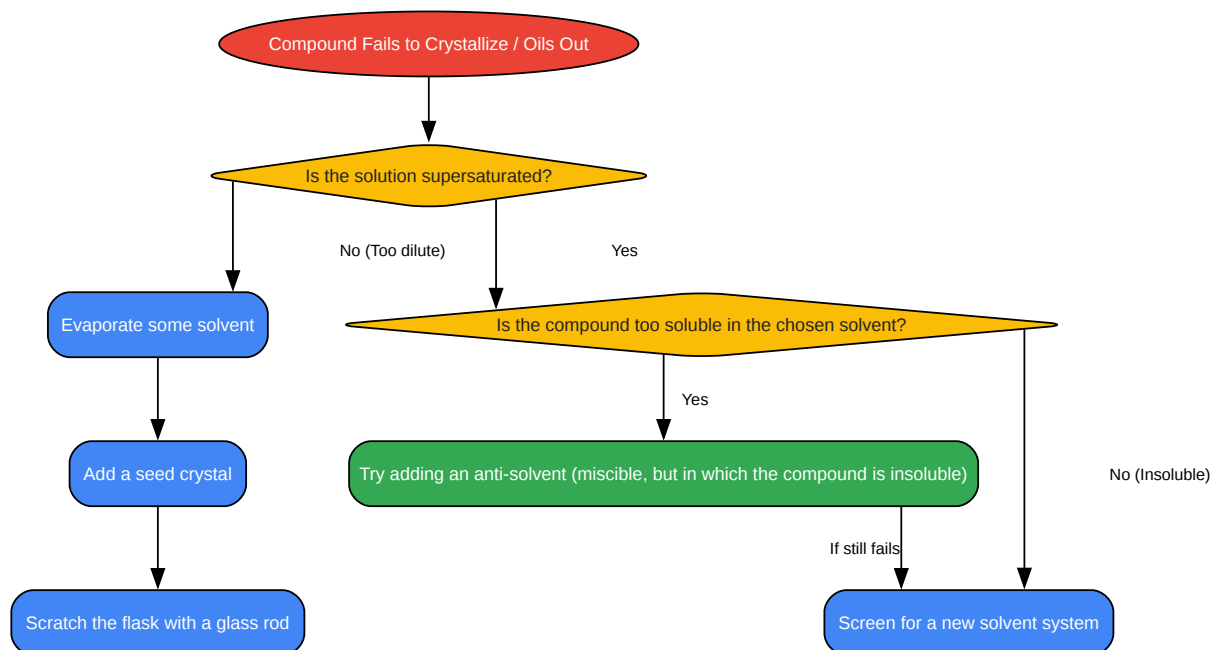 Compound Fails to Crystallize / Oils Out
Is the solution supersaturated?
No (Too dilute)
Yes
Evaporate some solvent
Is the compound too soluble in the chosen solvent?
Yes
Add a seed crystal
Try adding an anti-solvent (miscible, but in which the compound is insoluble)
No (Insoluble)
If still fails
Scratch the flask with a glass rod
Screen for a new solvent system